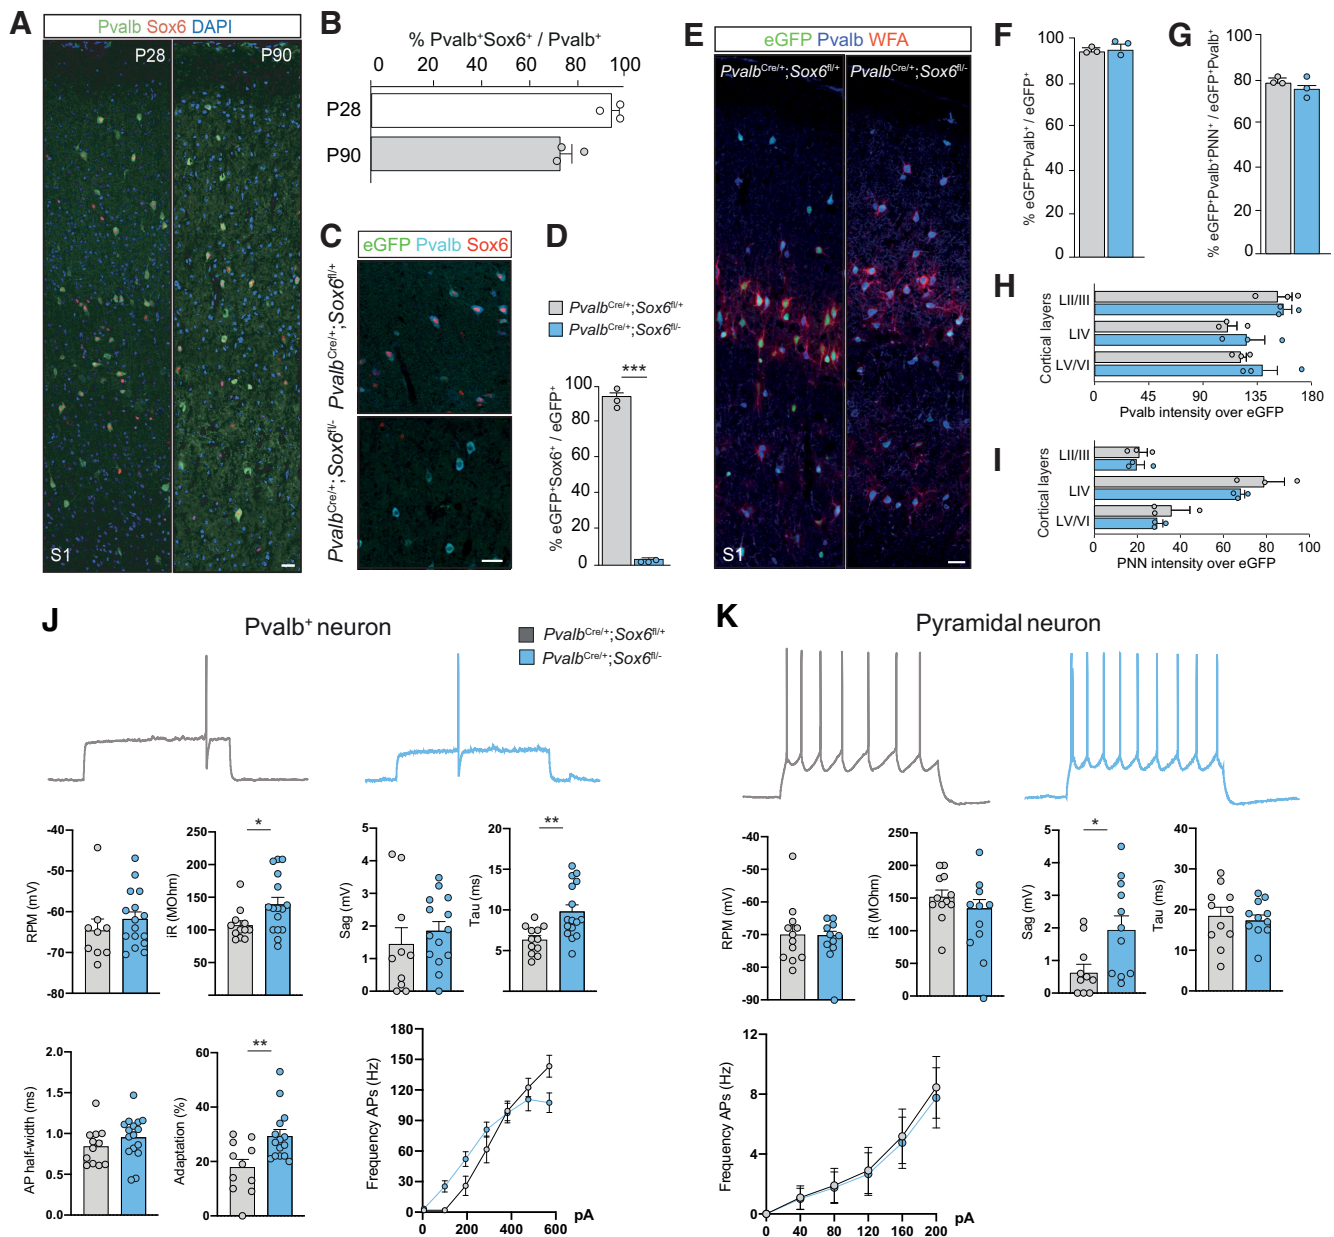 A
Pvalb Sox6 DAPI
P28
P90
S1
B
% Pvalb⁺Sox6⁺ / Pvalb⁺
0 20 40 60 80 100
P28
P90
C
eGFP Pvalb Sox6
Pvalb^Cre/+;Sox6^fl/+
Pvalb^Cre/+;Sox6^fl/-
D
Pvalb^Cre/+;Sox6^fl/+
Pvalb^Cre/+;Sox6^fl/-
***
% eGFP⁺Sox6⁺ / eGFP⁺
100
80
60
40
20
0
E
eGFP Pvalb WFA
Pvalb^Cre/+;Sox6^fl/+
Pvalb^Cre/+;Sox6^fl/-
S1
F
% eGFP⁺Pvalb⁺ / eGFP⁺
100
80
60
40
20
0
G
% eGFP⁺Pvalb⁺PNN⁺ / eGFP⁺Pvalb⁺
100
80
60
40
20
0
H
Cortical layers
LII/III
LIV
LV/VI
0 45 90 135 180
Pvalb intensity over eGFP
I
Cortical layers
LII/III
LIV
LV/VI
0 20 40 60 80 100
PNN intensity over eGFP
J
Pvalb⁺ neuron
Pvalb^Cre/+;Sox6^fl/+
Pvalb^Cre/+;Sox6^fl/-
RPM (mV)
-40
-50
-60
-70
-80
iR (MOhm)
250
200
150
100
50
*
Sag (mV)
5
4
3
2
1
0
Tau (ms)
20
15
10
5
0
**
AP half-width (ms)
2.0
1.5
1.0
0.5
0.0
Adaptation (%)
60
40
20
0
**
Frequency APs (Hz)
180
150
120
90
60
30
0
0 200 400 600
pA
K
Pyramidal neuron
RPM (mV)
-40
-50
-60
-70
-80
-90
iR (MOhm)
250
200
150
100
50
0
Sag (mV)
5
4
3
2
1
0
*
Tau (ms)
40
30
20
10
0
Frequency APs (Hz)
12
8
4
0
0 40 80 120 160 200
pA